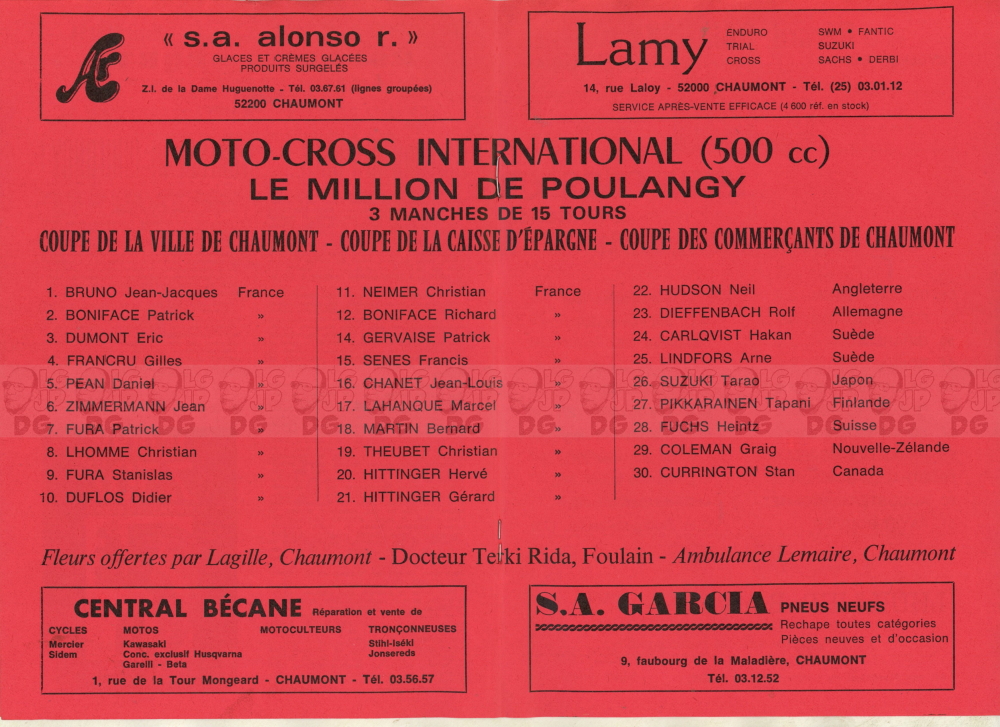 « s.a. alonso r. »
GLACES ET CRÈMES GLACÉES
PRODUITS SURGELÉS
Z.i. de la Dame Huguenotte - Tél. 03.67.61 (lignes groupées)
52200 CHAUMONT
Lamy
ENDURO SWM • FANTIC
TRIAL SUZUKI
CROSS SACHS • DERBI
14, rue Laloy - 52000 CHAUMONT - Tél. (25) 03.01.12
SERVICE APRÈS-VENTE EFFICACE (4 600 réf. en stock)
MOTO-CROSS INTERNATIONAL (500 cc)
LE MILLION DE POULANGY
3 MANCHES DE 15 TOURS
COUPE DE LA VILLE DE CHAUMONT - COUPE DE LA CAISSE D'ÉPARGNE - COUPE DES COMMERÇANTS DE CHAUMONT
1. BRUNO Jean-Jacques France
2. BONIFACE Patrick »
3. DUMONT Eric »
4. FRANCRU Gilles »
5. PEAN Daniel »
6. ZIMMERMANN Jean »
7. FURA Patrick »
8. LHOMME Christian »
9. FURA Stanislas »
10. DUFLOS Didier »
11. NEIMER Christian France
12. BONIFACE Richard »
14. GERVAISE Patrick »
15. SENES Francis »
16. CHANET Jean-Louis »
17. LAHANQUE Marcel »
18. MARTIN Bernard »
19. THEUBET Christian »
20. HITTINGER Hervé »
21. HITTINGER Gérard »
22. HUDSON Neil Angleterre
23. DIEFFENBACH Rolf Allemagne
24. CARLQVIST Hakan Suède
25. LINDFORS Arne Suède
26. SUZUKI Tarao Japon
27. PIKKARAINEN Tapani Finlande
28. FUCHS Heintz Suisse
29. COLEMAN Graig Nouvelle-Zélande
30. CURRINGTON Stan Canada
Fleurs offertes par Lagille, Chaumont - Docteur Terki Rida, Foulain - Ambulance Lemaire, Chaumont
CENTRAL BÉCANE Réparation et vente de
CYCLES MOTOS MOTOCULTEURS TRONÇONNEUSES
Mercier Kawasaki Stihl-Iséki
Sidem Conc. exclusif Husqvarna Jonsereds
Garelli - Beta
1, rue de la Tour Mongeard - CHAUMONT - Tél. 03.56.57
S.A. GARCIA PNEUS NEUFS
Rechape toutes catégories
Pièces neuves et d'occasion
9, faubourg de la Maladière, CHAUMONT
Tél. 03.12.52